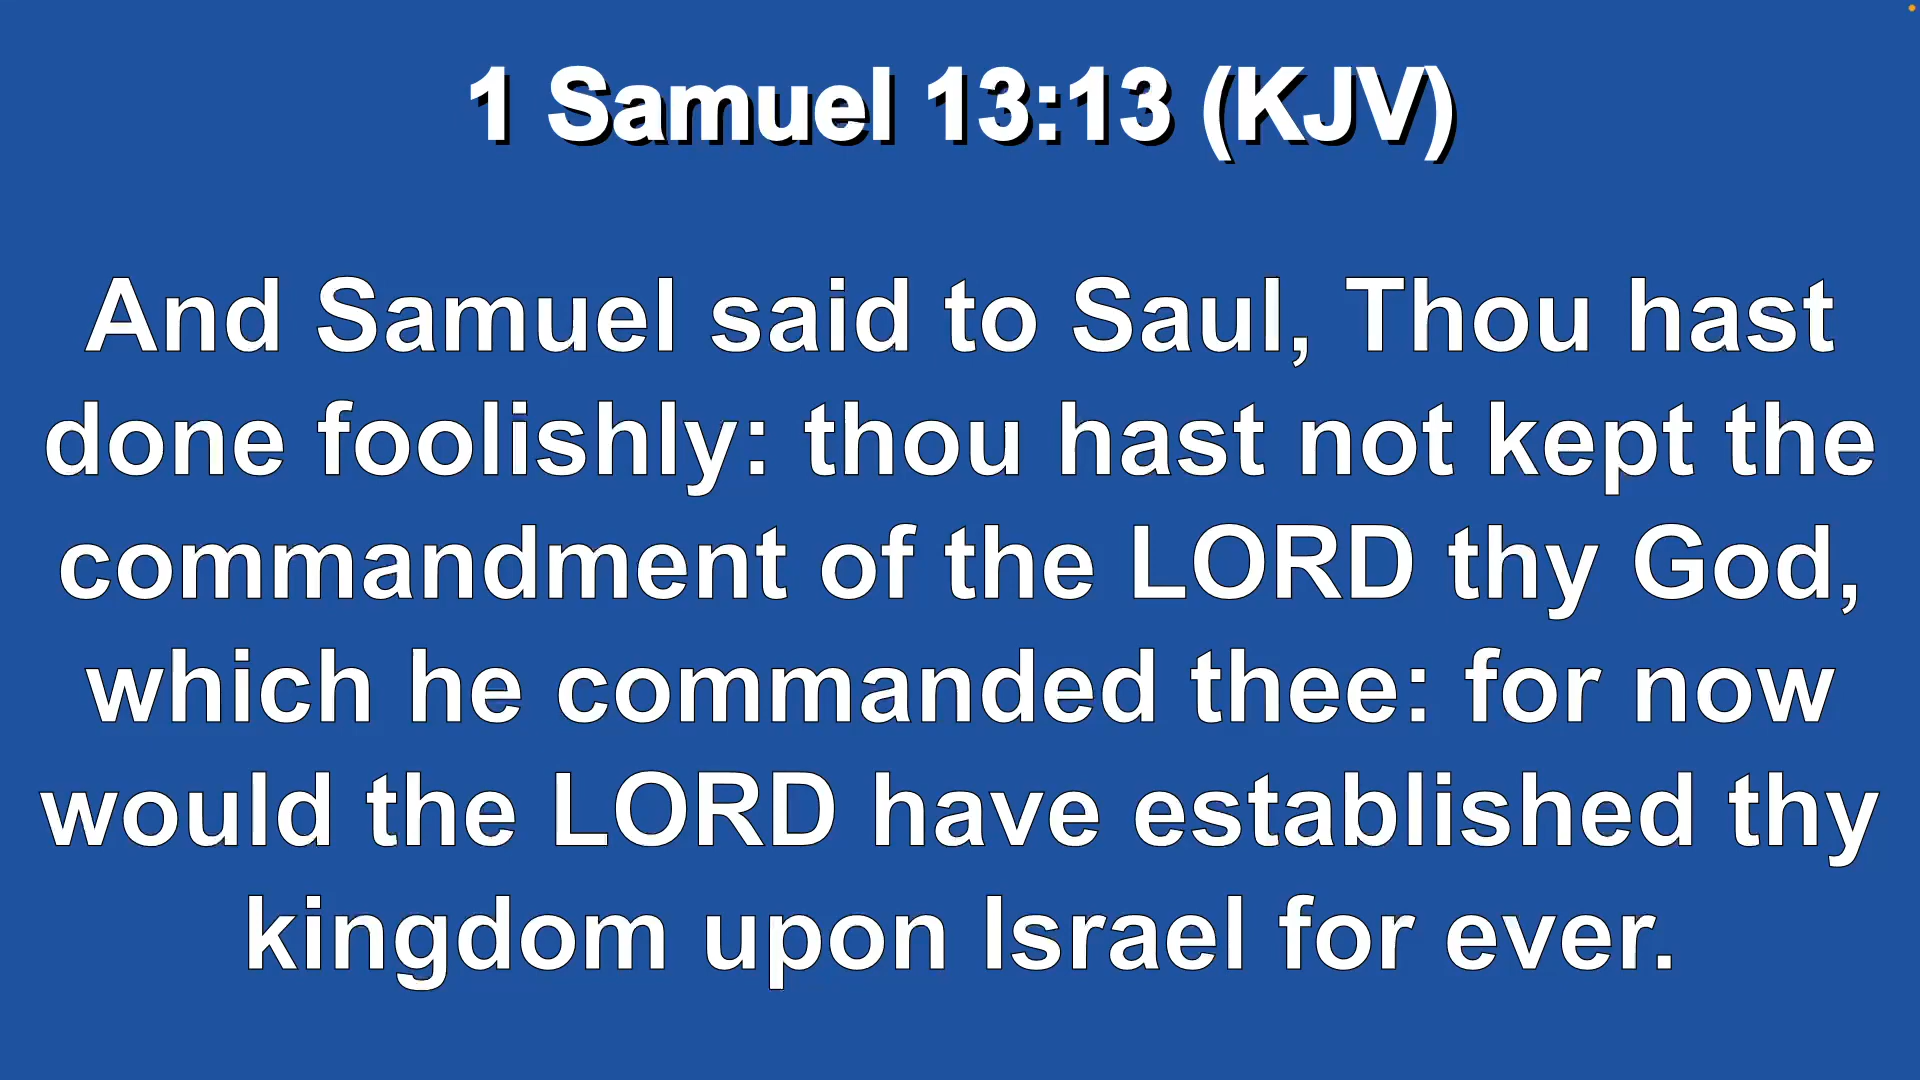 1 Samuel 13:13 (KJV)
And Samuel said to Saul, Thou hast
done foolishly: thou hast not kept the
commandment of the LORD thy God,
which he commanded thee: for now
would the LORD have established thy
kingdom upon Israel for ever.